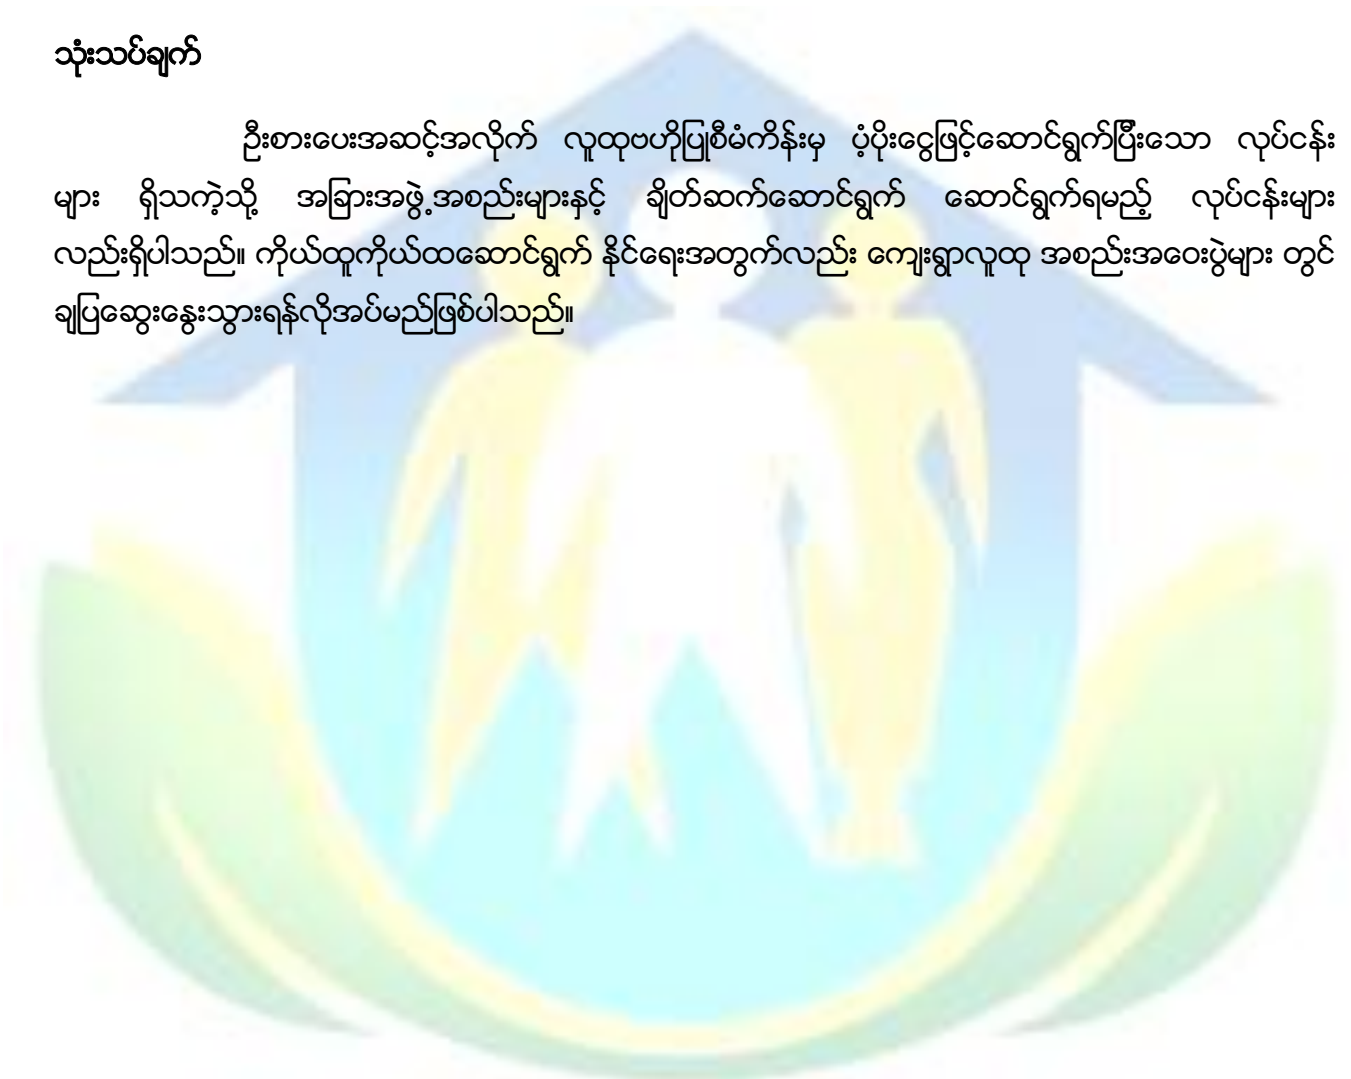 သုံးသပ်ချက်
ဦးစားပေးအဆင့်အလိုက် လူထုဗဟိုပြုစီမံကိန်းမှ ပံ့ပိုးငွေဖြင့်ဆောင်ရွက်ပြီးသော လုပ်ငန်း
များ ရှိသကဲ့သို့ အခြားအဖွဲ့အစည်းများနှင့် ချိတ်ဆက်ဆောင်ရွက် ဆောင်ရွက်ရမည့် လုပ်ငန်းများ
လည်းရှိပါသည်။ ကိုယ်ထူကိုယ်ထဆောင်ရွက် နိုင်ရေးအတွက်လည်း ကျေးရွာလူထု အစည်းအဝေးပွဲများ တွင်
ချပြဆွေးနွေးသွားရန်လိုအပ်မည်ဖြစ်ပါသည်။